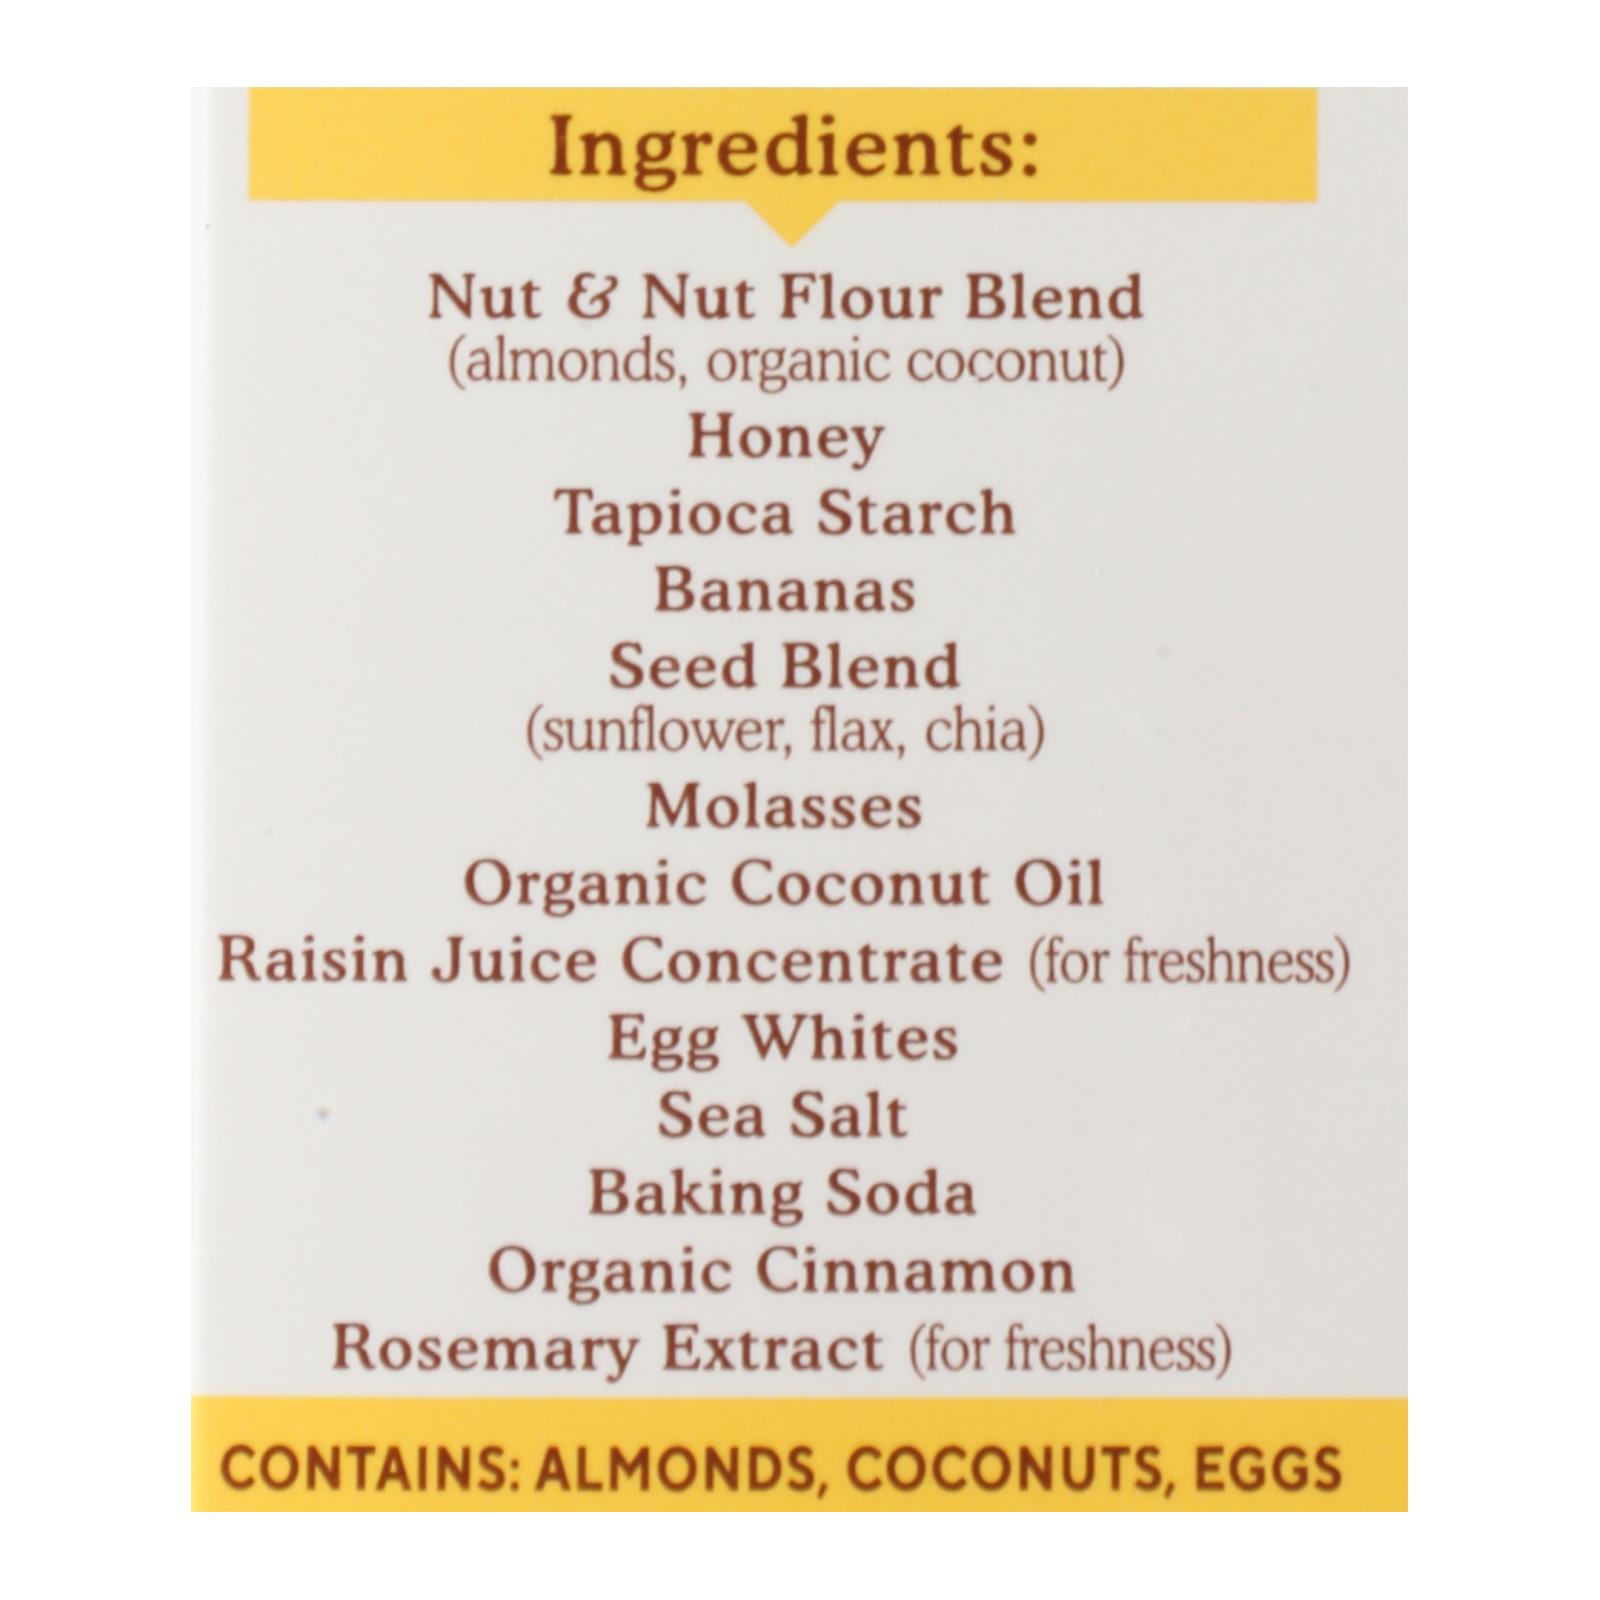 Ingredients:
Nut & Nut Flour Blend
(almonds, organic coconut)
Honey
Tapioca Starch
Bananas
Seed Blend
(sunflower, flax, chia)
Molasses
Organic Coconut Oil
Raisin Juice Concentrate (for freshness)
Egg Whites
Sea Salt
Baking Soda
Organic Cinnamon
Rosemary Extract (for freshness)
CONTAINS: ALMONDS, COCONUTS, EGGS